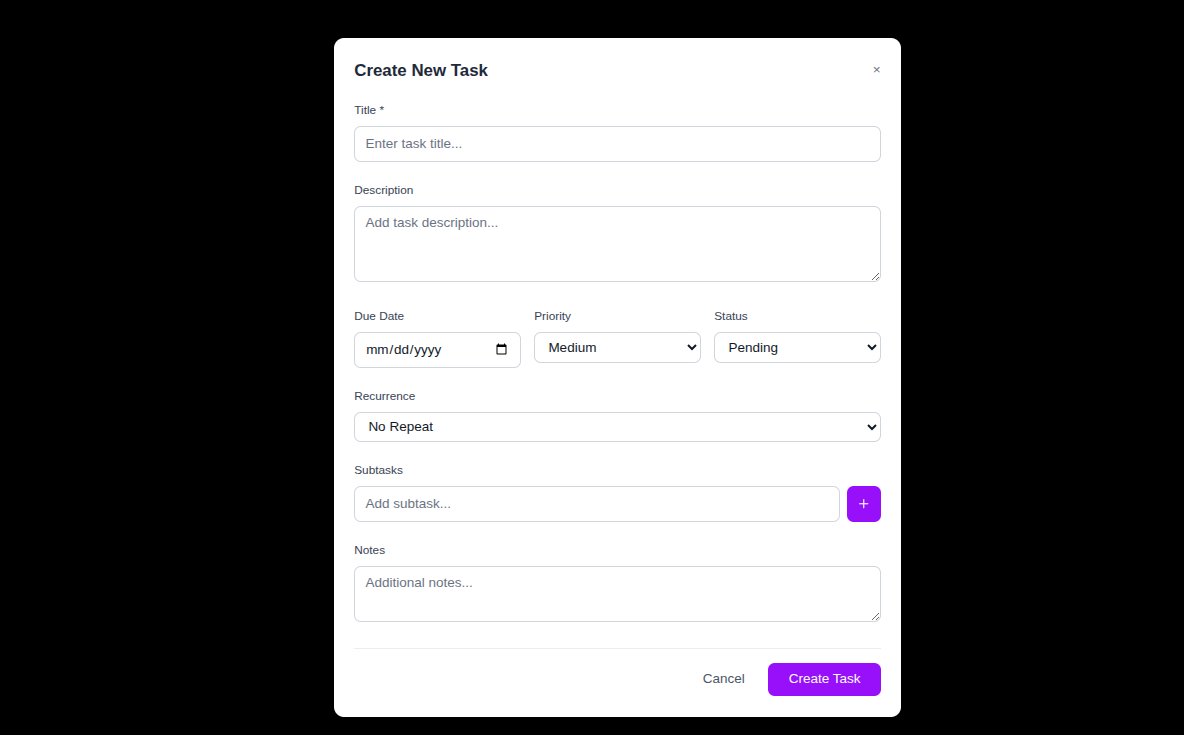 Create New Task ×
Title *
Enter task title...
Description
Add task description...
Due Date Priority Status
mm/dd/yyyy Medium Pending
Recurrence
No Repeat
Subtasks
Add subtask... +
Notes
Additional notes...
Cancel Create Task